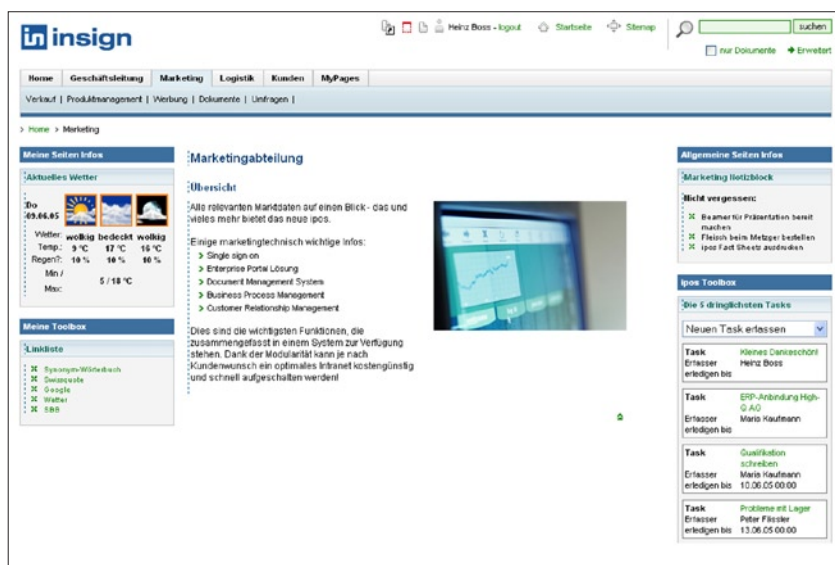 in insign
Heinz Boss - logout
Startseite
Sitemap
suchen
nur Dokumente
Erweitert
Home
Geschäftsleitung
Marketing
Logistik
Kunden
MyPages
Verkauf | Produktmanagement | Werbung | Dokumente | Umfragen |
> Home > Marketing
Meine Seiten Infos
Aktuelles Wetter
Do
09.06.05
Wetter: wolkig bedeckt wolkig
Temp.: 9 °C 17 °C 16 °C
Regen?: 10 % 10 % 10 %
Min /
Max:
5 / 18 °C
Meine Toolbox
Linkliste
Synonym-Wörterbuch
Swissquote
Google
Wetter
SBB
Marketingabteilung
Übersicht
Alle relevanten Marktdaten auf einen Blick - das und
vieles mehr bietet das neue ipos.
Einige marketingtechnisch wichtige Infos:
Single sign on
Enterprise Portal Lösung
Document Management System
Business Process Management
Customer Relationship Management
Dies sind die wichtigsten Funktionen, die
zusammengefasst in einem System zur Verfügung
stehen. Dank der Modularität kann je nach
Kundenwunsch ein optimales Intranet kostengünstig
und schnell aufgeschalten werden!
Allgemeine Seiten Infos
Marketing Notizblock
Nicht vergessen:
Beamer für Präsentation bereit
machen
Fleisch beim Metzger bestellen
ipos Fact Sheets ausdrucken
ipos Toolbox
Die 5 dringlichsten Tasks
Neuen Task erfassen
Task Kleines Dankeschön!
Erfasser Heinz Boss
erledigen bis
Task ERP-Anbindung High-
Q AG
Erfasser Mario Kaufmann
erledigen bis
Task Qualifikation
schreiben
Erfasser Mario Kaufmann
erledigen bis 10.06.05 00:00
Task Probleme mit Lager
Erfasser Peter Flissler
erledigen bis 13.06.05 00:00